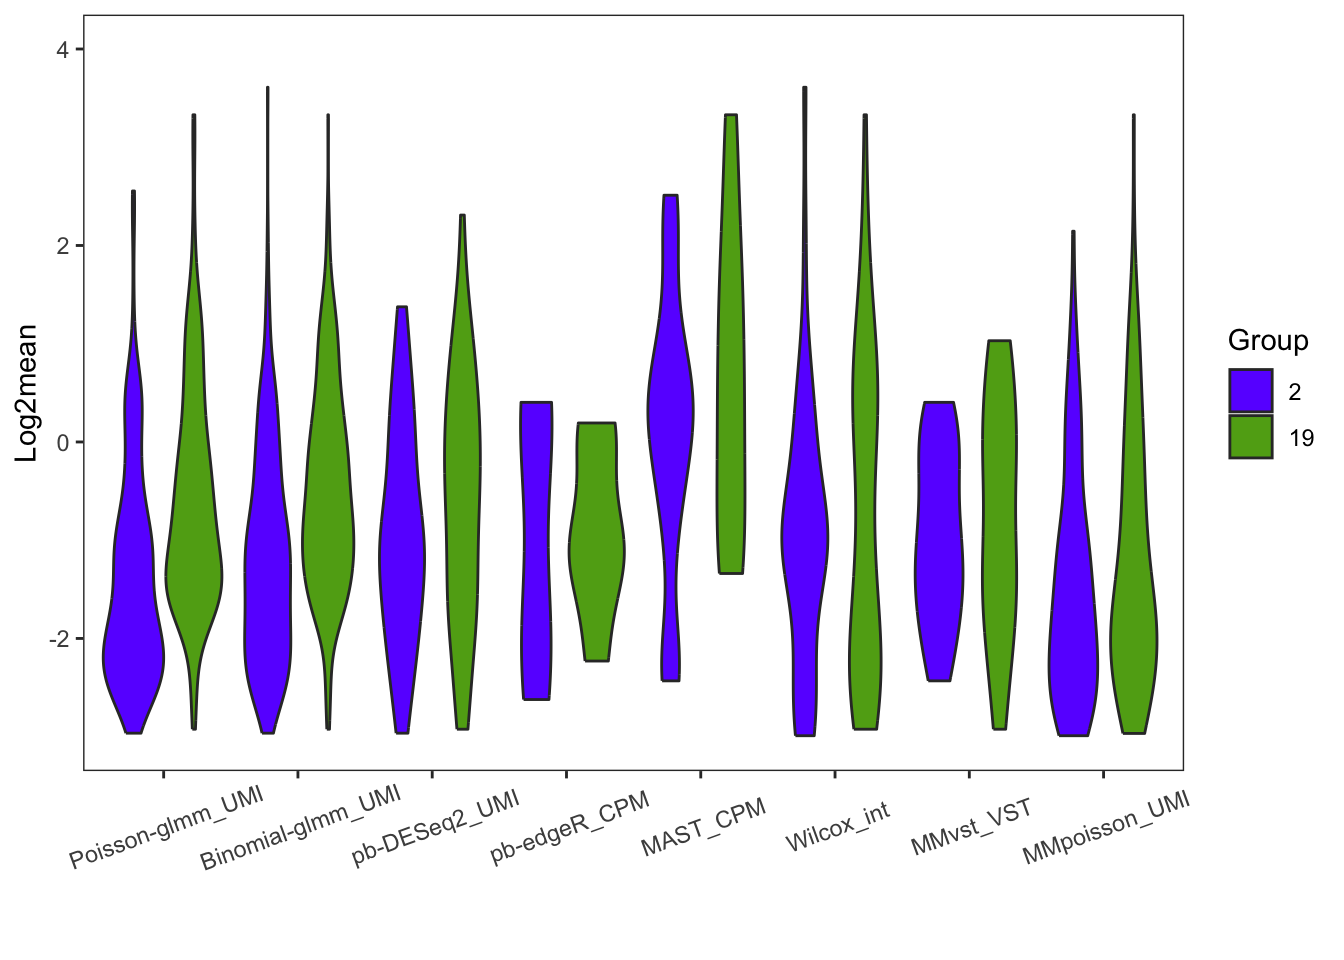 4
2
0
-2
Log2mean
Poisson-glmm_UMI
Binomial-glmm_UMI
pb-DESeq2_UMI
pb-edgeR_CPM
MAST_CPM
Wilcox_int
MMvst_VST
MMpoisson_UMI
Group
2
19